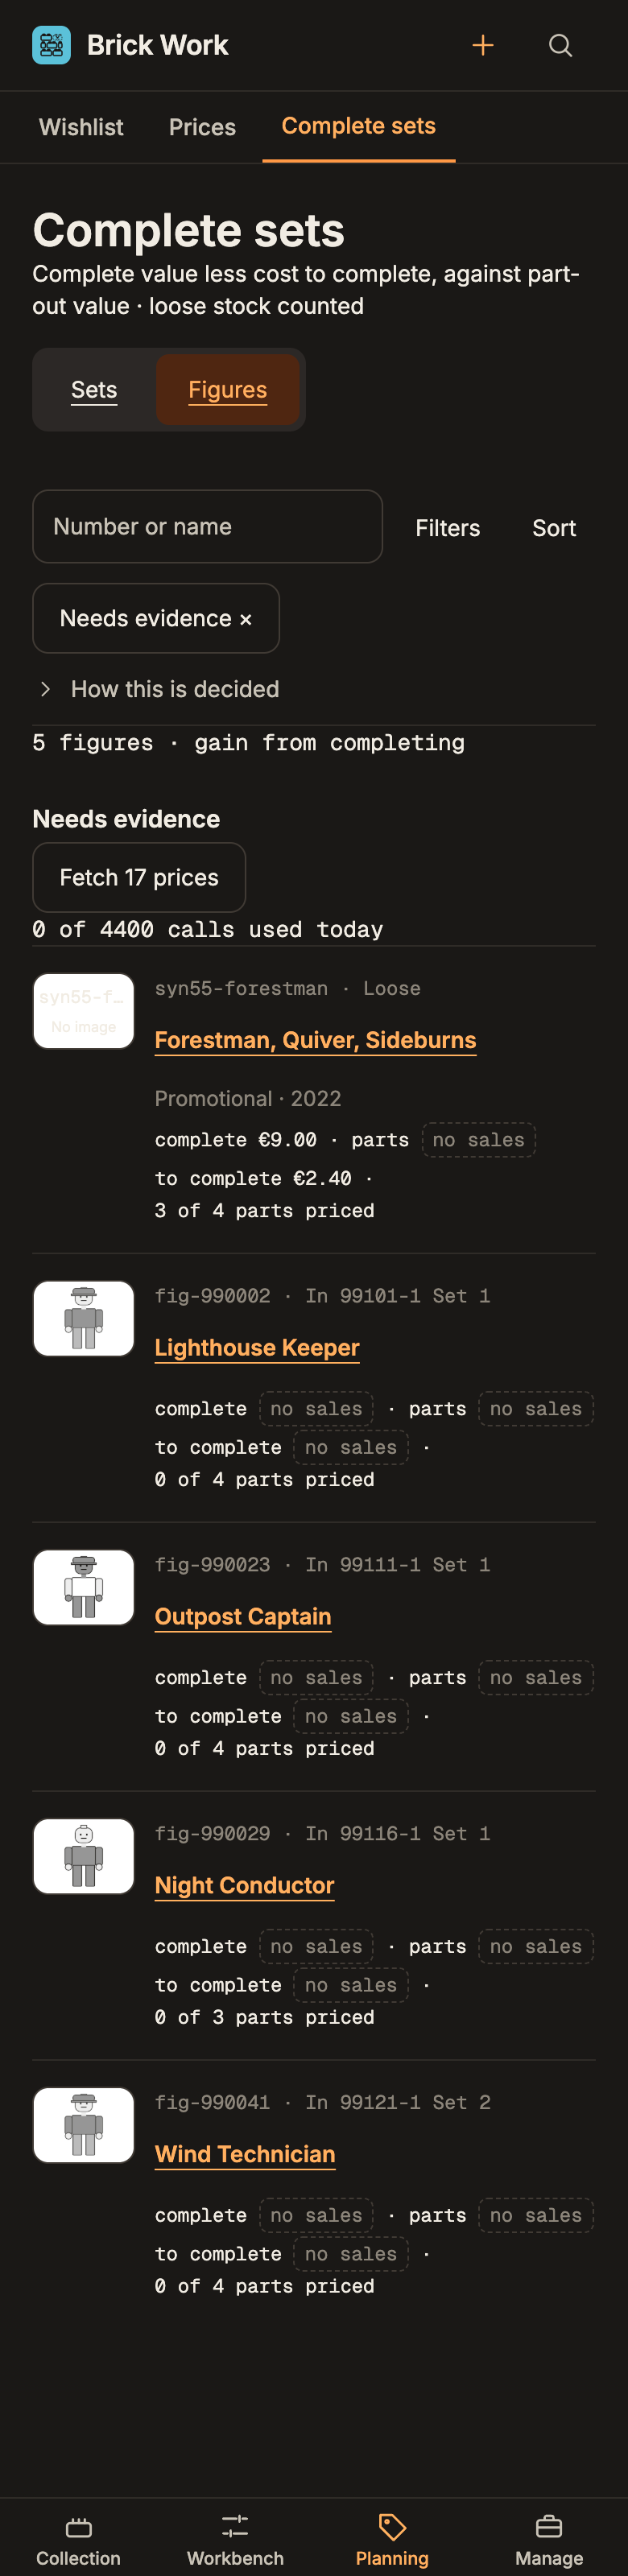 Brick Work
Wishlist Prices Complete sets
Complete sets
Complete value less cost to complete, against part-
out value · loose stock counted
Sets Figures
Number or name Filters Sort
Needs evidence ×
How this is decided
5 figures · gain from completing
Needs evidence
Fetch 17 prices
0 of 4400 calls used today
syn55-f…
No image
syn55-forestman · Loose
Forestman, Quiver, Sideburns
Promotional · 2022
complete €9.00 · parts no sales
to complete €2.40 ·
3 of 4 parts priced
fig-990002 · In 99101-1 Set 1
Lighthouse Keeper
complete no sales · parts no sales
to complete no sales ·
0 of 4 parts priced
fig-990023 · In 99111-1 Set 1
Outpost Captain
complete no sales · parts no sales
to complete no sales ·
0 of 4 parts priced
fig-990029 · In 99116-1 Set 1
Night Conductor
complete no sales · parts no sales
to complete no sales ·
0 of 3 parts priced
fig-990041 · In 99121-1 Set 2
Wind Technician
complete no sales · parts no sales
to complete no sales ·
0 of 4 parts priced
Collection Workbench Planning Manage